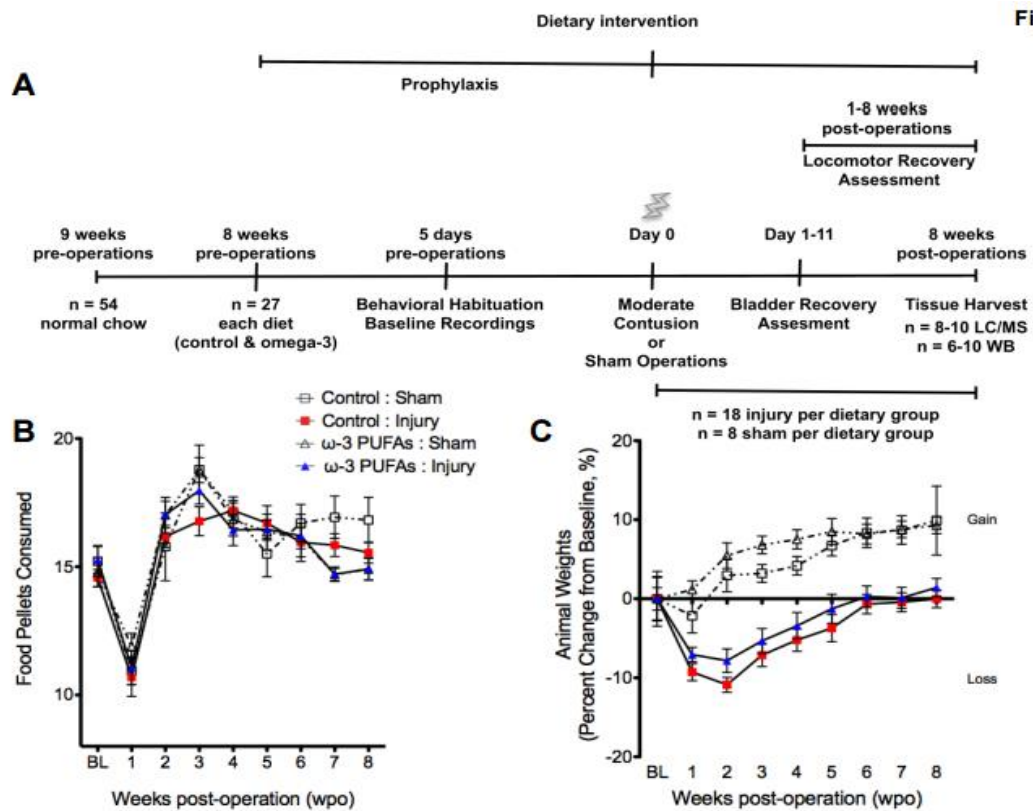 Dietary intervention
Fi
A
Prophylaxis
1-8 weeks
post-operations
Locomotor Recovery
Assessment
9 weeks
pre-operations
8 weeks
pre-operations
5 days
pre-operations
Day 0
Day 1-11
8 weeks
post-operations
n = 54
normal chow
n = 27
each diet
(control & omega-3)
Behavioral Habituation
Baseline Recordings
Moderate
Contusion
or
Sham Operations
Bladder Recovery
Assesment
Tissue Harvest
n = 8-10 LC/MS
n = 6-10 WB
n = 18 injury per dietary group
n = 8 sham per dietary group
B
Control : Sham
Control : Injury
ω-3 PUFAs : Sham
ω-3 PUFAs : Injury
Food Pellets Consumed
20
15
10
BL 1 2 3 4 5 6 7 8
Weeks post-operation (wpo)
C
Animal Weights
(Percent Change from Baseline, %)
20
10
0
-10
-20
Gain
Loss
BL 1 2 3 4 5 6 7 8
Weeks post-operation (wpo)